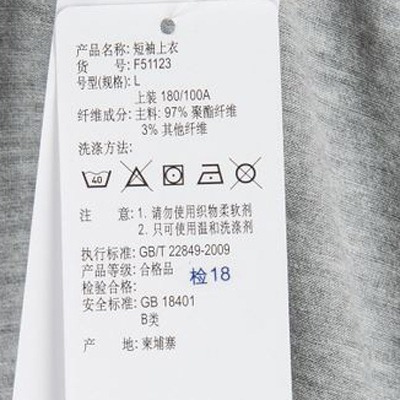 产品名称: 短袖上衣
货　　号: F51123
号型(规格): L
上装 180/100A
纤维成分: 主料: 97% 聚酯纤维
3% 其他纤维
洗涤方法:
40
注　　意: 1. 请勿使用织物柔软剂
2. 只可使用温和洗涤剂
执行标准: GB/T 22849-2009
产品等级: 合格品
检验合格: 检18
安全标准: GB 18401
B类
产　　地: 柬埔寨